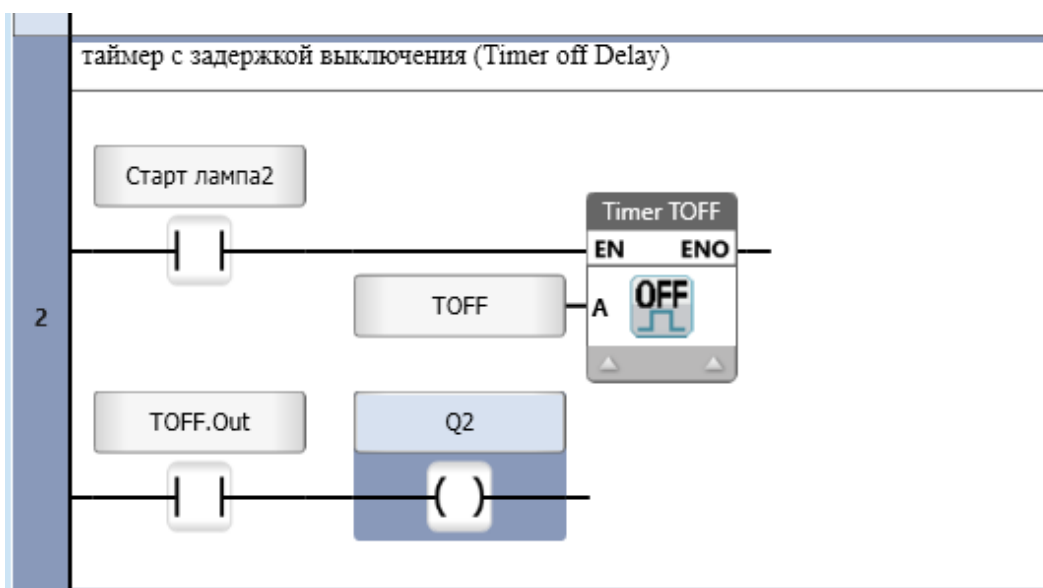 таймер с задержкой выключения (Timer off Delay)
Старт лампа2
Timer TOFF
EN ENO
TOFF
A
OFF
2
TOFF.Out
Q2
( )